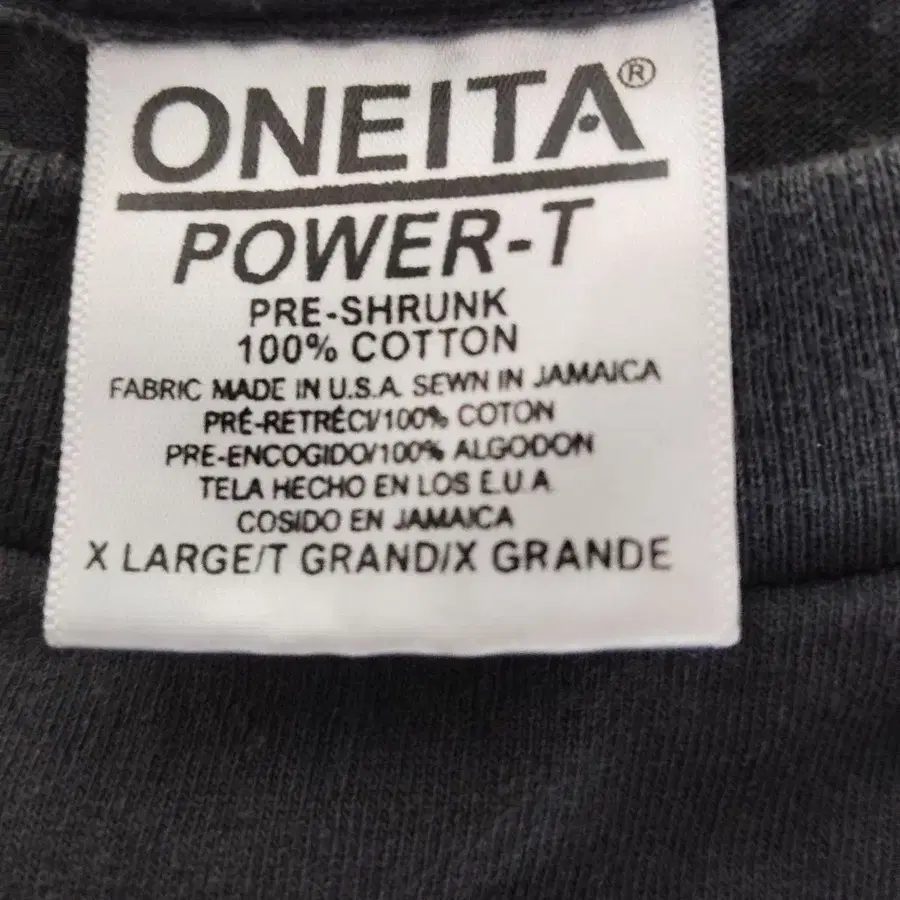 ONEITA®
POWER-T
PRE-SHRUNK
100% COTTON
FABRIC MADE IN U.S.A. SEWN IN JAMAICA
PRÉ-RETRÉCI/100% COTON
PRE-ENCOGIDO/100% ALGODON
TELA HECHO EN LOS E.U.A.
COSIDO EN JAMAICA
X LARGE/T GRAND/X GRANDE